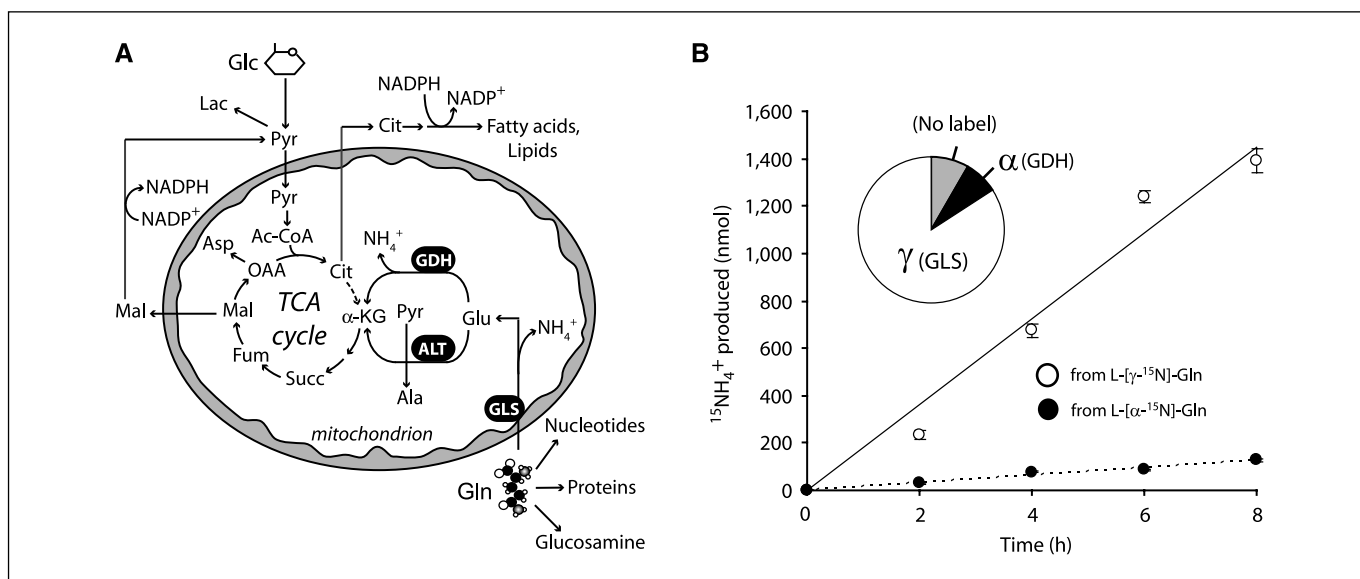 A
Glc
Lac
Pyr
NADPH
NADP+
Cit
Fatty acids,
Lipids
NADPH
NADP+
Pyr
Ac-CoA
Asp
OAA
Cit
NH4+
GDH
Mal
Mal
TCA
cycle
α-KG
Pyr
Glu
NH4+
Fum
ALT
Succ
Ala
GLS
mitochondrion
Nucleotides
Gln
Proteins
Glucosamine
B
1,600
1,400
1,200
1,000
800
600
400
200
0
15NH4+ produced (nmol)
(No label)
α (GDH)
γ (GLS)
from L-[γ-15N]-Gln
from L-[α-15N]-Gln
0
2
4
6
8
Time (h)